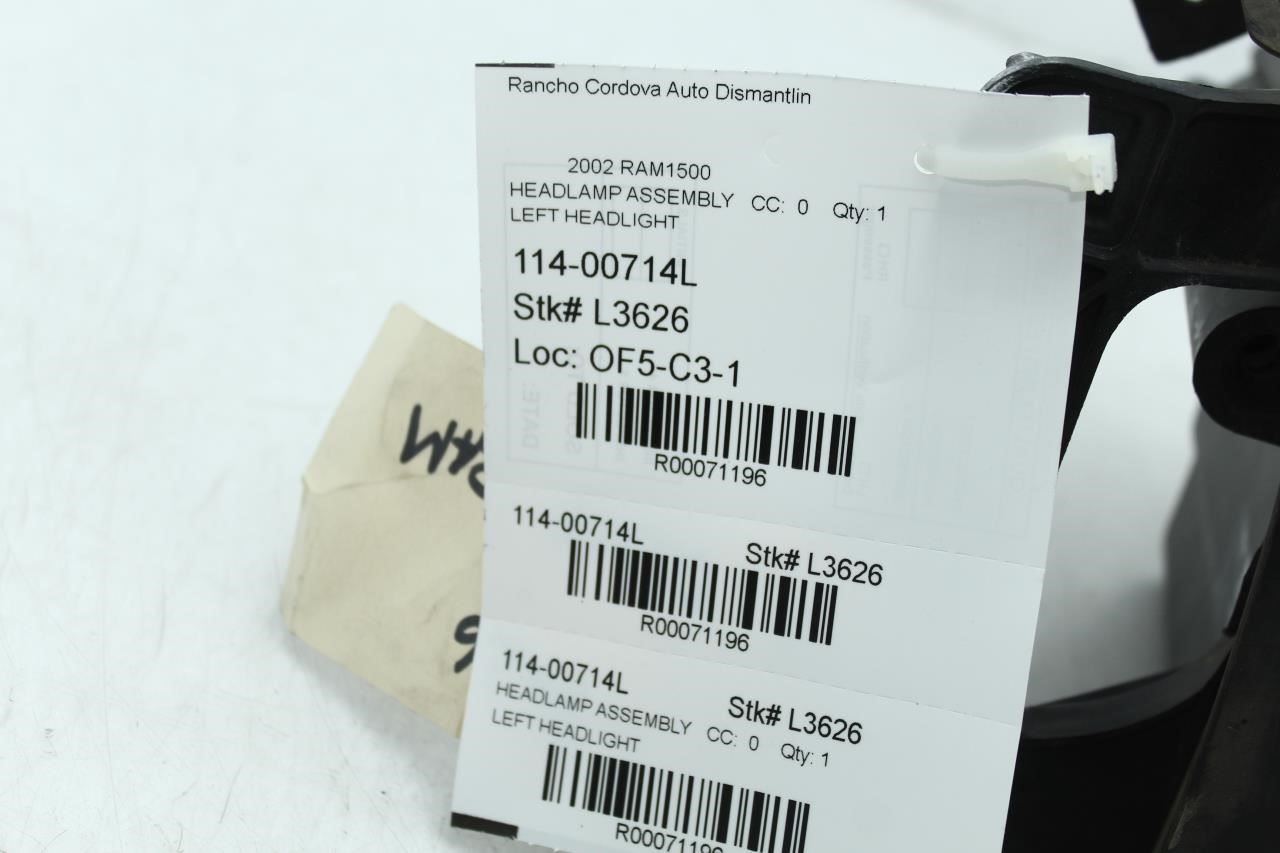 Rancho Cordova Auto Dismantlin
2002 RAM1500
HEADLAMP ASSEMBLY CC: 0 Qty: 1
LEFT HEADLIGHT
114-00714L
Stk# L3626
Loc: OF5-C3-1
R00071196
114-00714L Stk# L3626
R00071196
114-00714L Stk# L3626
HEADLAMP ASSEMBLY CC: 0 Qty: 1
LEFT HEADLIGHT
R00071196
DATE: